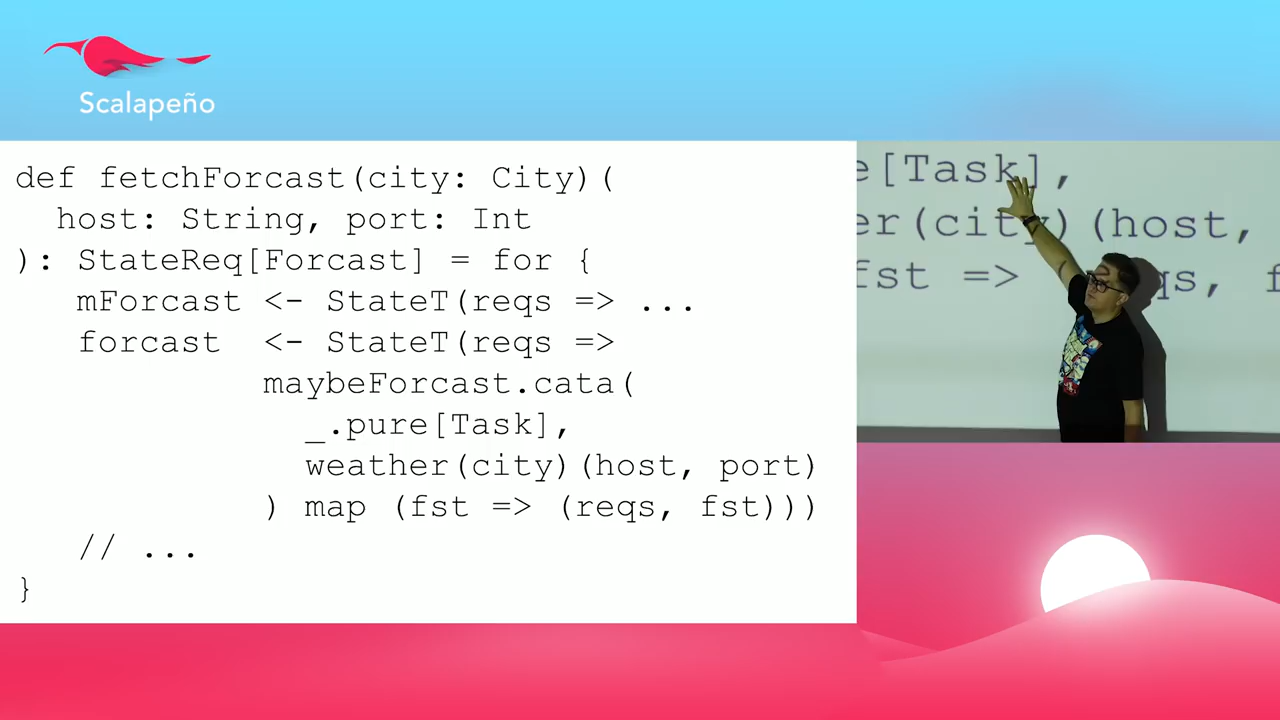 Scalapeño
def fetchForcast(city: City)(
  host: String, port: Int
): StateReq[Forcast] = for {
   mForcast <- StateT(reqs => ...
   forcast  <- StateT(reqs =>
            maybeForcast.cata(
              _.pure[Task],
              weather(city)(host, port)
            ) map (fst => (reqs, fst)))
   // ...
}
e[Task],
er(city)(host,
fst => (reqs, f